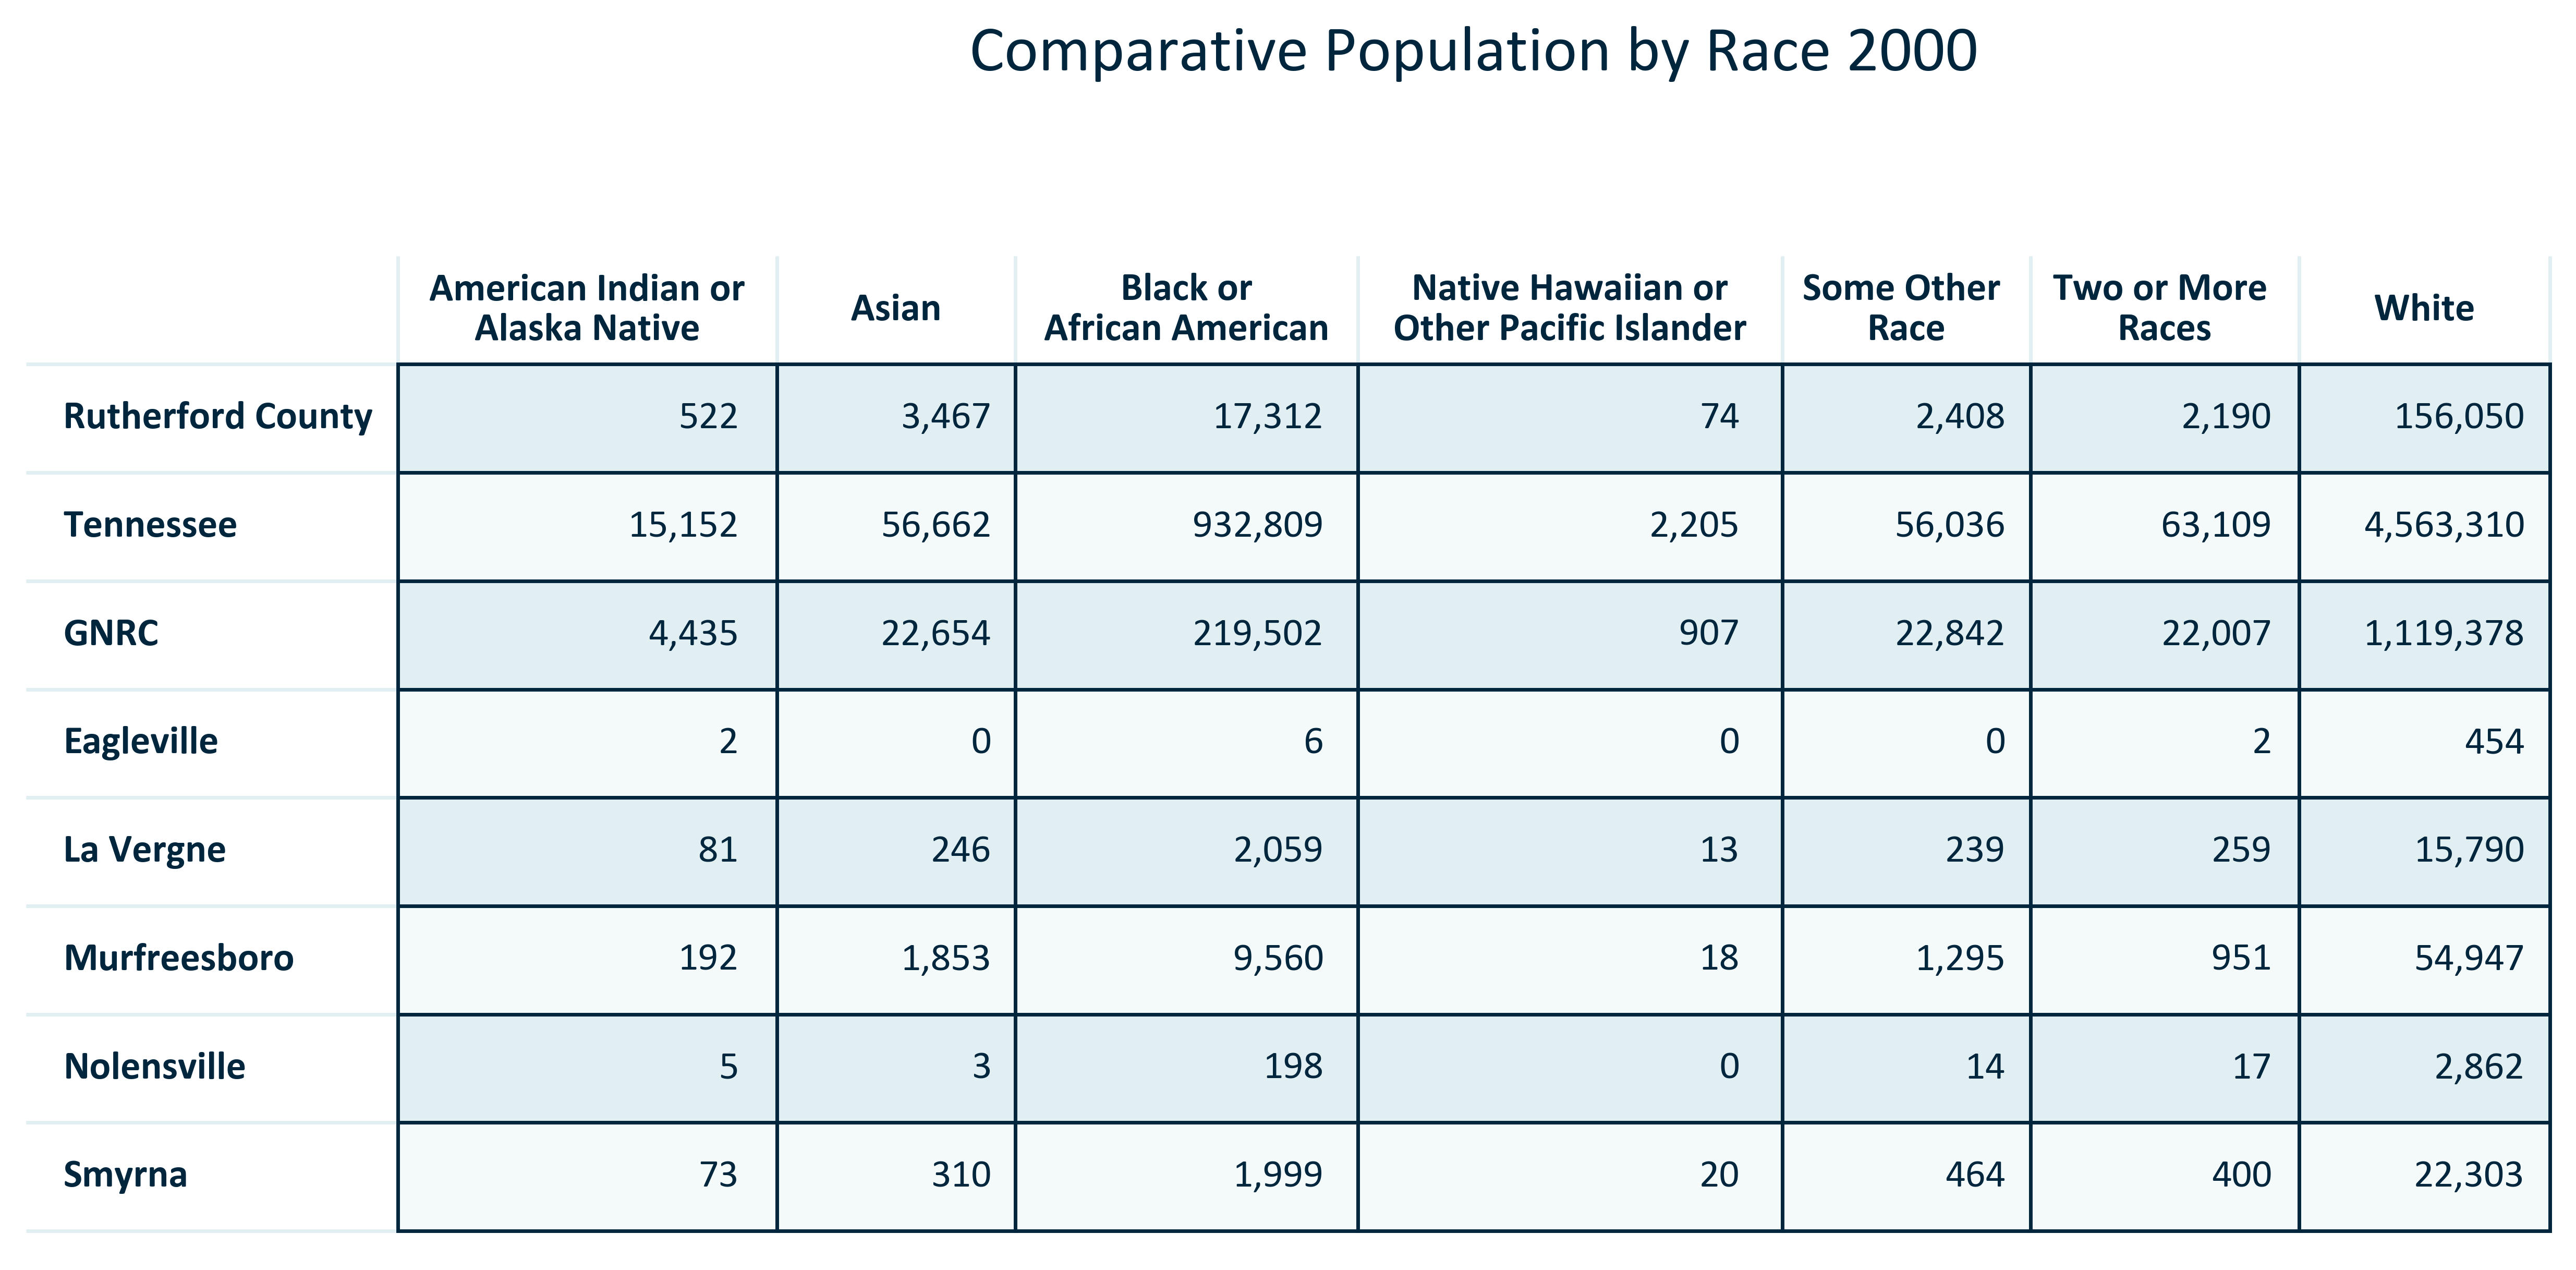 Comparative Population by Race 2000
American Indian or Alaska Native Asian Black or African American Native Hawaiian or Other Pacific Islander Some Other Race Two or More Races White
Rutherford County 522 3,467 17,312 74 2,408 2,190 156,050
Tennessee 15,152 56,662 932,809 2,205 56,036 63,109 4,563,310
GNRC 4,435 22,654 219,502 907 22,842 22,007 1,119,378
Eagleville 2 0 6 0 0 2 454
La Vergne 81 246 2,059 13 239 259 15,790
Murfreesboro 192 1,853 9,560 18 1,295 951 54,947
Nolensville 5 3 198 0 14 17 2,862
Smyrna 73 310 1,999 20 464 400 22,303